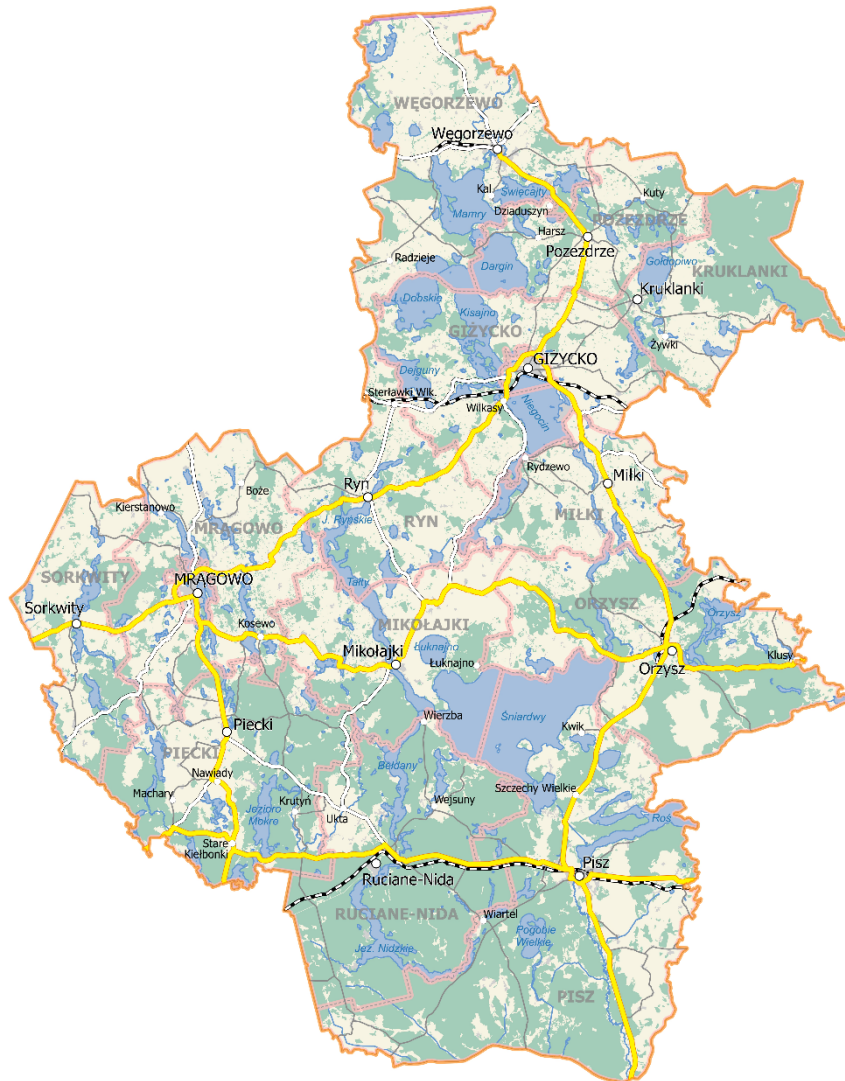 WĘGORZEWO
Węgorzewo
Kal
Święcajty
Kuty
Mamry
Dziaduszyn
POZEZDRZE
Harsz
Pozezdrze
Radzieje
Dargin
Gołdopiwo
KRUKLANKI
Kruklanki
J. Dobskie
Kisajno
GIŻYCKO
Żywki
GIŻYCKO
Dejguny
Sterławki Wlk.
Wilkasy
Niegocin
Rydzewo
Miłki
Ryn
Boże
Kierstanowo
J. Ryńskie
RYN
MIŁKI
MRĄGOWO
SORKWITY
MRĄGOWO
Tałty
ORZYSZ
Orzysz
Sorkwity
Kosewo
MIKOŁAJKI
Łuknajno
Mikołajki
Łuknajno
Orzysz
Klusy
Wierzba
Śniardwy
Kwik
Piecki
PIECKI
Bełdany
Nawiady
Machary
Krutyń
Wejsuny
Szczechy Wielkie
Jezioro
Mokre
Ukta
Roś
Stare
Kiełbonki
Ruciane-Nida
Pisz
RUCIANE-NIDA
Wiartel
Pogobie
Wielkie
Jez. Nidzkie
PISZ